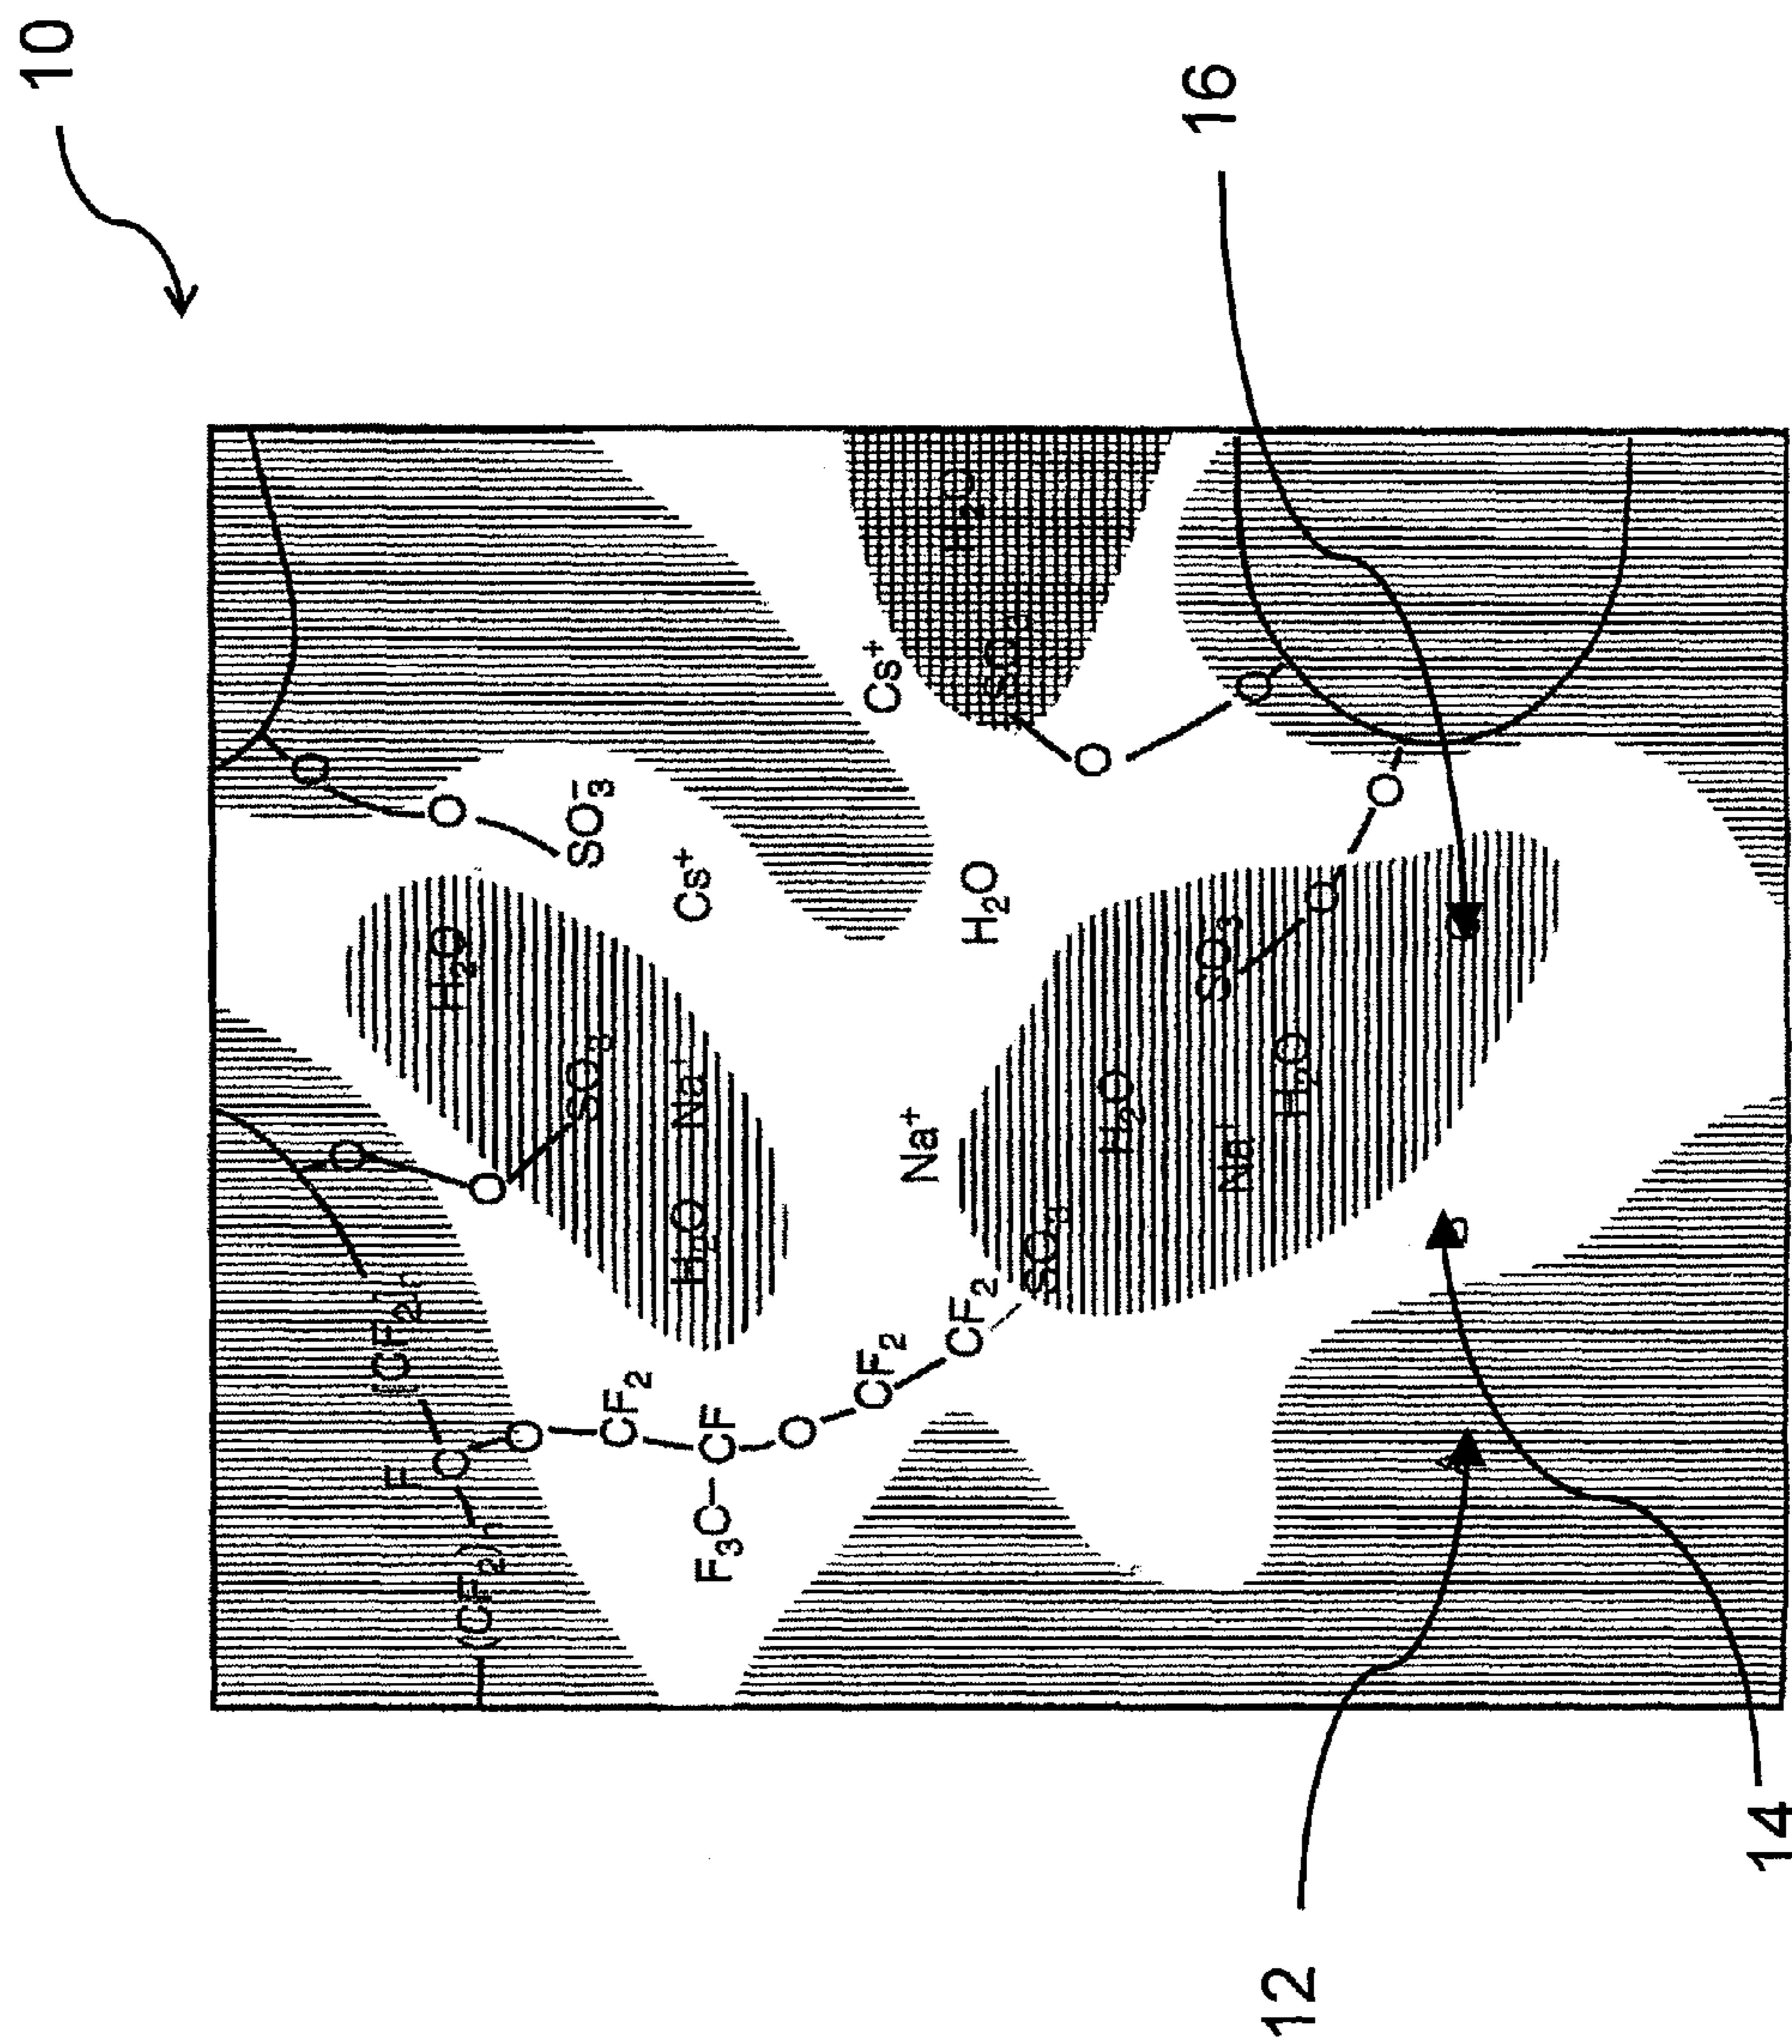 10
16
(CF₂)n
(CF₂)n
F
C
O
CF₂
F₃C
CF
O
CF₂
CF₂
SO₃
O
O
SO₃
H₂O
H₂O
Na⁺
O
O
SO₃⁻
Cs⁺
Cs⁺
H₂O
Na⁺
H₂O
O
O
H₂O
Na⁺
H₂O
SO₃
O
O
12
14